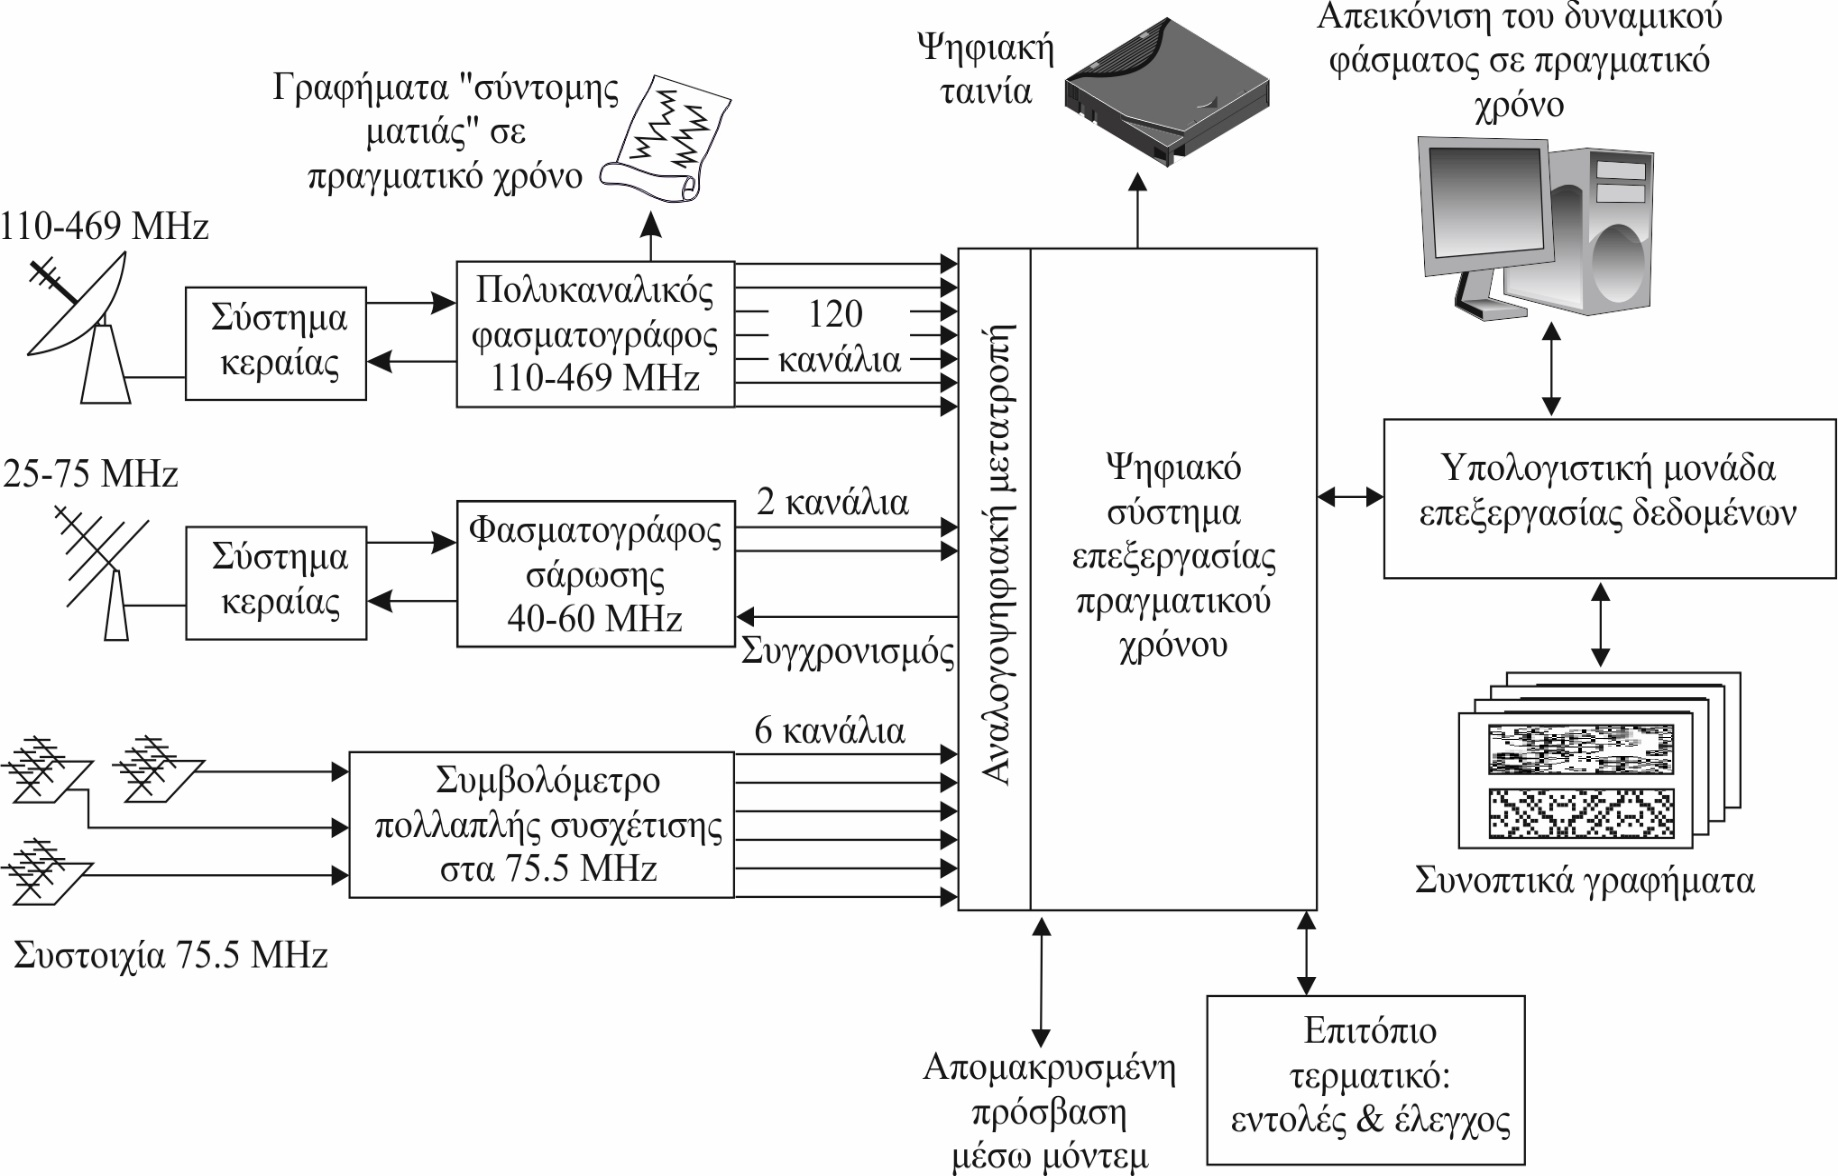 Γραφήματα "σύντομης
ματιάς" σε
πραγματικό χρόνο
Ψηφιακή
ταινία
Απεικόνιση του δυναμικού
φάσματος σε πραγματικό
χρόνο
110-469 MHz
Σύστημα
κεραίας
Πολυκαναλικός
φασματογράφος
110-469 MHz
120
κανάλια
25-75 MHz
Σύστημα
κεραίας
Φασματογράφος
σάρωσης
40-60 MHz
2 κανάλια
Συγχρονισμός
6 κανάλια
Συμβολόμετρο
πολλαπλής συσχέτισης
στα 75.5 MHz
Συστοιχία 75.5 MHz
Αναλογοψηφιακή μετατροπή
Ψηφιακό
σύστημα
επεξεργασίας
πραγματικού
χρόνου
Υπολογιστική μονάδα
επεξεργασίας δεδομένων
Συνοπτικά γραφήματα
Απομακρυσμένη
πρόσβαση
μέσω μόντεμ
Επιτόπιο
τερματικό:
εντολές & έλεγχος